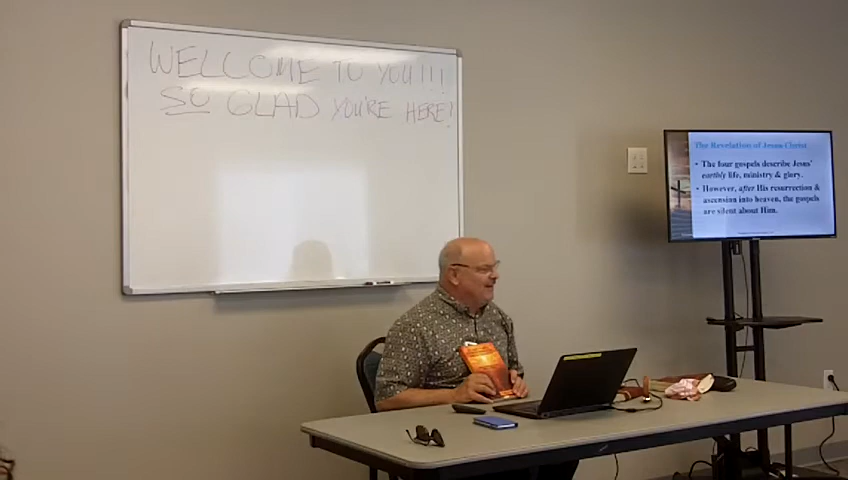 WELCOME TO YOU!!!
SO GLAD YOU'RE HERE!
The Revelation of Jesus Christ
• The four gospels describe Jesus'
earthly life, ministry & glory.
• However, after His resurrection &
ascension into heaven, the gospels
are silent about Him.